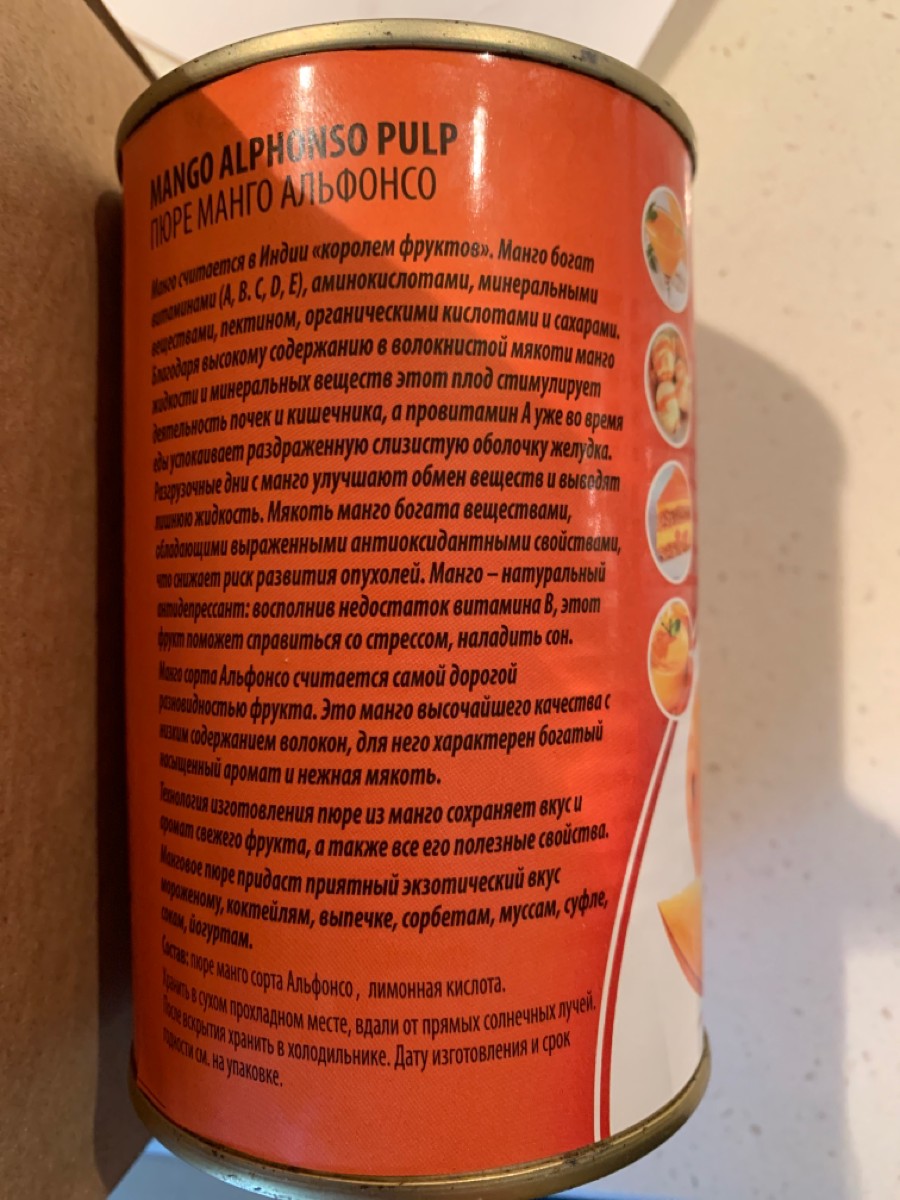 MANGO ALPHONSO PULP
ПЮРЕ МАНГО АЛЬФОНСО
Манго считается в Индии «королем фруктов». Манго богат
витаминами (A, B. C, D, E), аминокислотами, минеральными
веществами, пектином, органическими кислотами и сахарами.
Благодаря высокому содержанию в волокнистой мякоти манго
жидкости и минеральных веществ этот плод стимулирует
деятельность почек и кишечника, а провитамин А уже во время
еды успокаивает раздраженную слизистую оболочку желудка.
Разгрузочные дни с манго улучшают обмен веществ и выводят
лишнюю жидкость. Мякоть манго богата веществами,
обладающими выраженными антиоксидантными свойствами,
что снижает риск развития опухолей. Манго – натуральный
антидепрессант: восполнив недостаток витамина В, этот
фрукт поможет справиться со стрессом, наладить сон.
Манго сорта Альфонсо считается самой дорогой
разновидностью фрукта. Это манго высочайшего качества с
низким содержанием волокон, для него характерен богатый
насыщенный аромат и нежная мякоть.
Технология изготовления пюре из манго сохраняет вкус и
аромат свежего фрукта, а также все его полезные свойства.
Манговое пюре придаст приятный экзотический вкус
мороженому, коктейлям, выпечке, сорбетам, муссам, суфле,
сокам, йогуртам.
Состав: пюре манго сорта Альфонсо , лимонная кислота.
Хранить в сухом прохладном месте, вдали от прямых солнечных лучей.
После вскрытия хранить в холодильнике. Дату изготовления и срок
годности см. на упаковке.